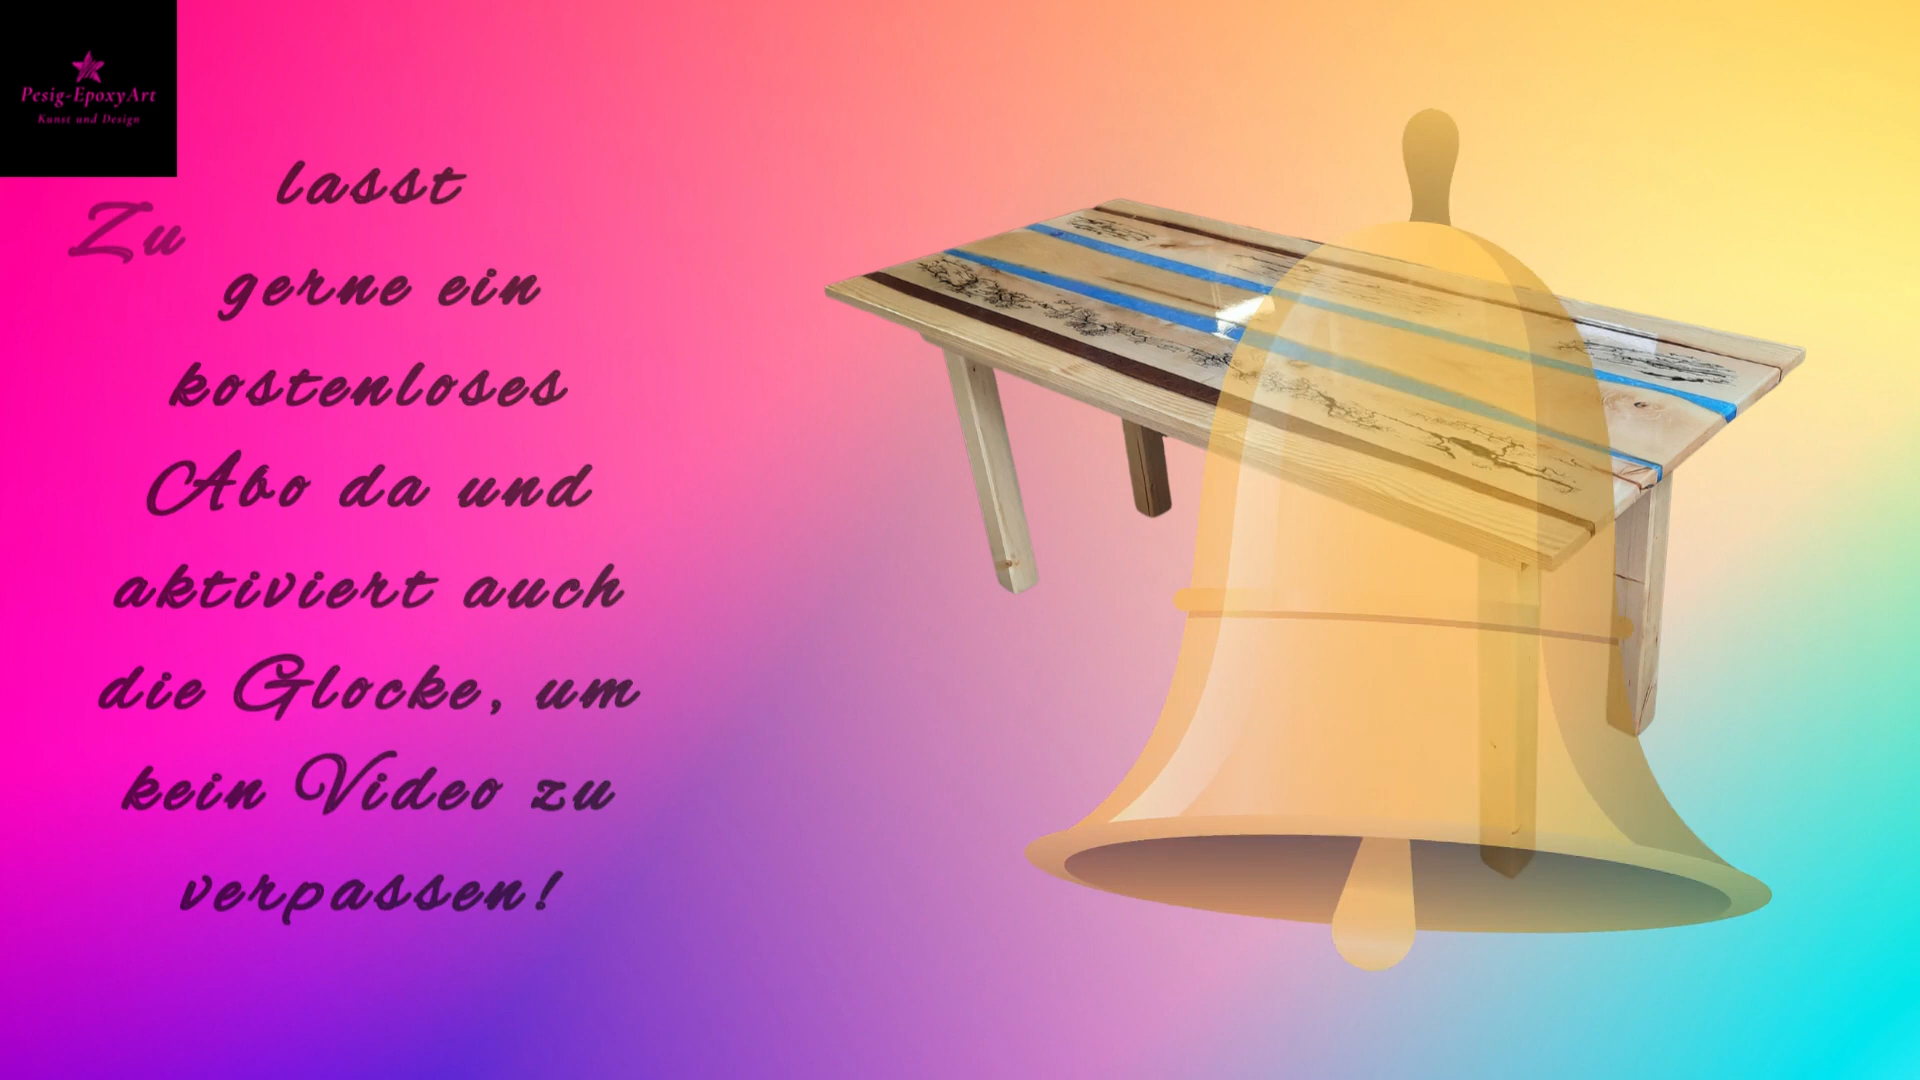 Pesig-EpoxyArt
Kunst und Design
Zu
lasst
gerne ein
kostenloses
Abo da und
aktiviert auch
die Glocke, um
kein Video zu
verpassen!